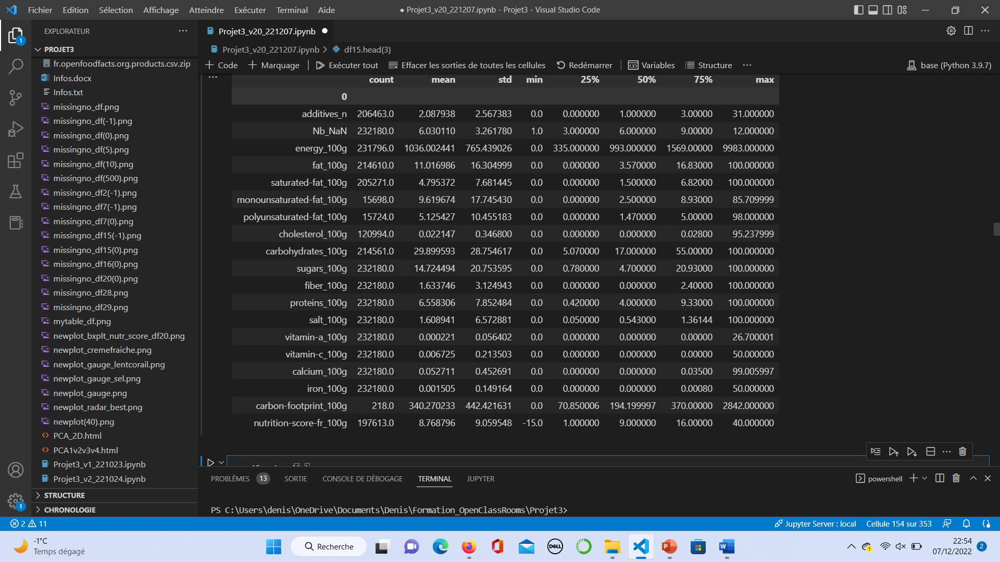 Fichier Edition Sélection Affichage Atteindre Exécuter Terminal Aide
● Projet3_v20_221207.ipynb - Projet3 - Visual Studio Code
EXPLORATEUR
PROJET3
fr.openfoodfacts.org.products.csv.zip
Infos.docx
Infos.txt
missingno_df.png
missingno_df(-1).png
missingno_df(0).png
missingno_df(5).png
missingno_df(10).png
missingno_df(500).png
missingno_df2(-1).png
missingno_df7(-1).png
missingno_df7(0).png
missingno_df15(-1).png
missingno_df15(0).png
missingno_df16(0).png
missingno_df20(0).png
missingno_df28.png
missingno_df29.png
mytable_df.png
newplot_bxplt_nutr_score_df20.png
newplot_cremefraiche.png
newplot_gauge_lentcorail.png
newplot_gauge_sel.png
newplot_gauge.png
newplot_radar_best.png
newplot(40).png
PCA_2D.html
PCA1v2v3v4.html
Projet3_v1_221023.ipynb
Projet3_v2_221024.ipynb
STRUCTURE
CHRONOLOGIE
1
1
Projet3_v20_221207.ipynb
Projet3_v20_221207.ipynb > df15.head(3)
+ Code + Marquage Exécuter tout Effacer les sorties de toutes les cellules Redémarrer Variables Structure ... base (Python 3.9.7)
count mean std min 25% 50% 75% max
0
additives_n 206463.0 2.087938 2.567383 0.0 0.000000 1.000000 3.00000 31.000000
Nb_NaN 232180.0 6.030110 3.261780 1.0 3.000000 6.000000 9.00000 12.000000
energy_100g 231796.0 1036.002441 765.439026 0.0 335.000000 993.000000 1569.00000 9983.000000
fat_100g 214610.0 11.016986 16.304999 0.0 0.000000 3.570000 16.83000 100.000000
saturated-fat_100g 205271.0 4.795372 7.681445 0.0 0.000000 1.500000 6.82000 100.000000
monounsaturated-fat_100g 15698.0 9.619674 17.745430 0.0 0.000000 2.500000 8.93000 85.709999
polyunsaturated-fat_100g 15724.0 5.125427 10.455183 0.0 0.000000 1.470000 5.00000 98.000000
cholesterol_100g 120994.0 0.022147 0.346800 0.0 0.000000 0.000000 0.02800 95.237999
carbohydrates_100g 214561.0 29.899593 28.754617 0.0 5.070000 17.000000 55.00000 100.000000
sugars_100g 232180.0 14.724494 20.753595 0.0 0.780000 4.700000 20.93000 100.000000
fiber_100g 232180.0 1.633746 3.124943 0.0 0.000000 0.000000 2.40000 100.000000
proteins_100g 232180.0 6.558306 7.852484 0.0 0.420000 4.000000 9.33000 100.000000
salt_100g 232180.0 1.608941 6.572881 0.0 0.050000 0.543000 1.36144 100.000000
vitamin-a_100g 232180.0 0.000221 0.056402 0.0 0.000000 0.000000 0.00000 26.700001
vitamin-c_100g 232180.0 0.006725 0.213503 0.0 0.000000 0.000000 0.00000 50.000000
calcium_100g 232180.0 0.052711 0.452691 0.0 0.000000 0.000000 0.03500 99.005997
iron_100g 232180.0 0.001505 0.149164 0.0 0.000000 0.000000 0.00080 50.000000
carbon-footprint_100g 218.0 340.270233 442.421631 0.0 70.850006 194.199997 370.00000 2842.000000
nutrition-score-fr_100g 197613.0 8.768796 9.059548 -15.0 1.000000 9.000000 16.00000 40.000000
PROBLÈMES 13 SORTIE CONSOLE DE DÉBOGAGE TERMINAL JUPYTER
powershell
PS C:\Users\denis\OneDrive\Documents\Denis\Formation_OpenClassRooms\Projet3>
2 11
Jupyter Server : local Cellule 154 sur 353
-1°C
Temps dégagé
Recherche
DELL
22:54
07/12/2022
2